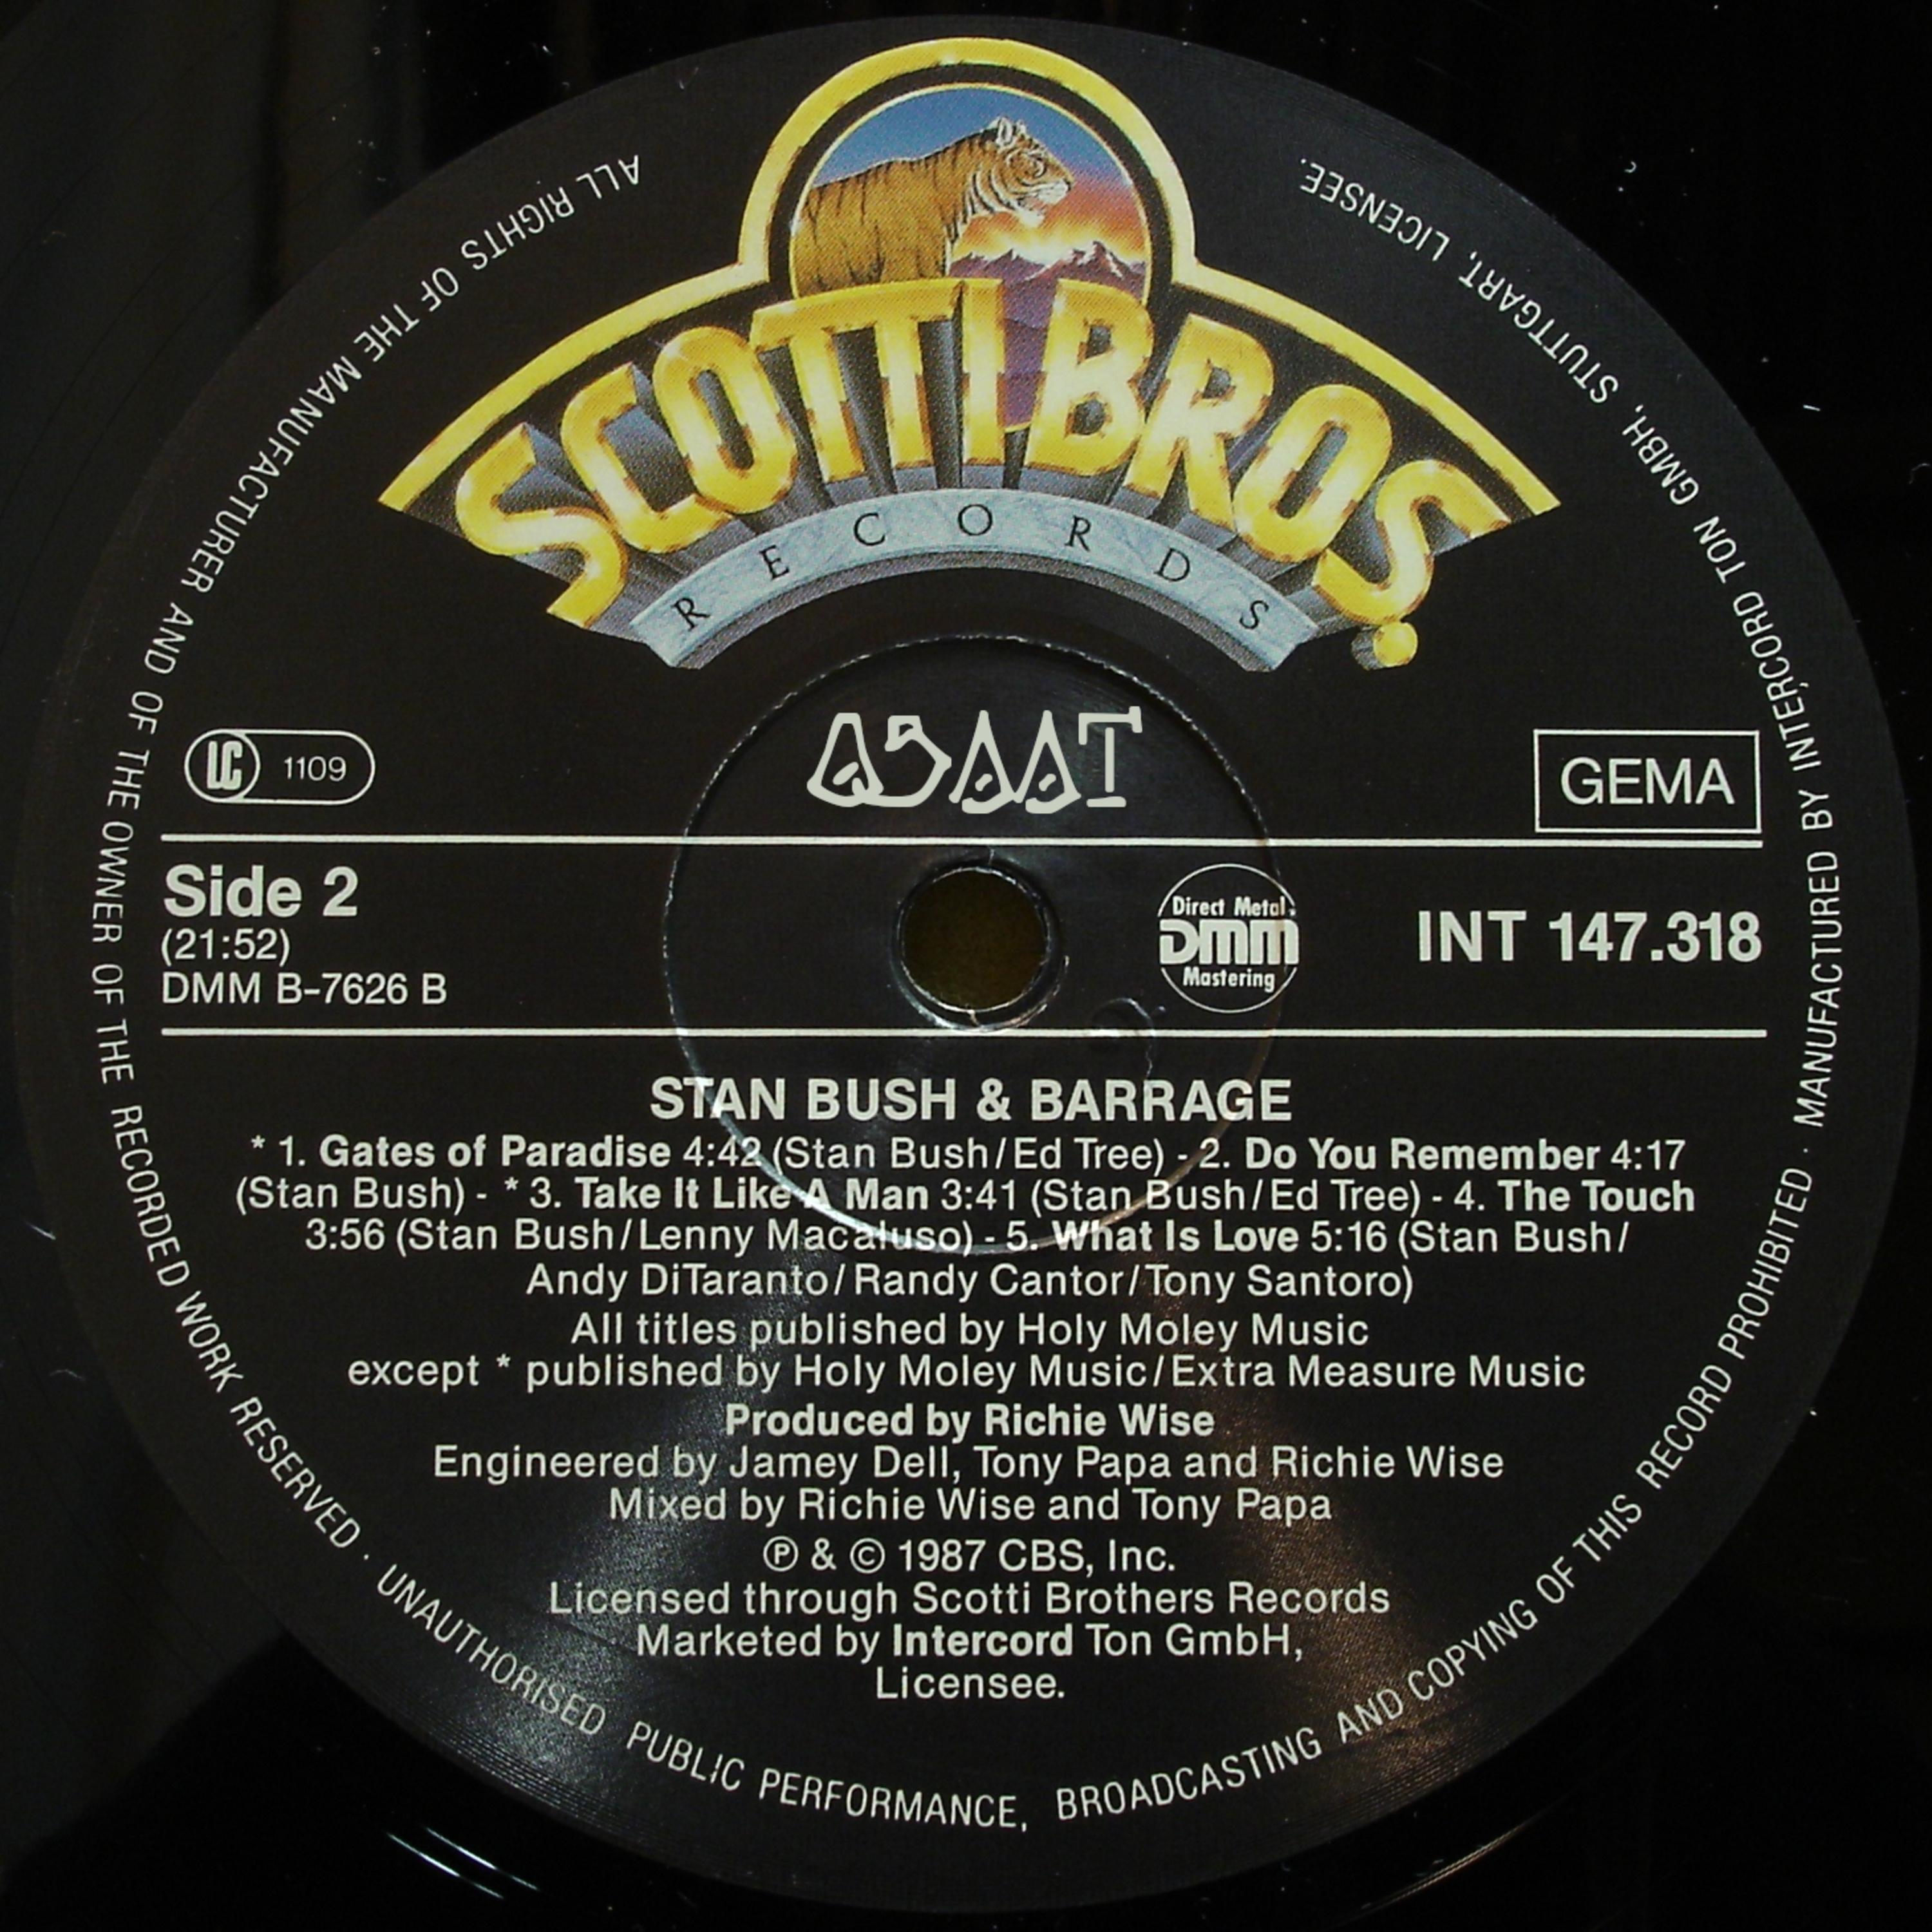 SCOTTI BROS.
RECORDS
LC 1109
GEMA
Side 2
(21:52)
DMM B-7626 B
Direct Metal
DMM
Mastering
INT 147.318
STAN BUSH & BARRAGE
* 1. Gates of Paradise 4:42 (Stan Bush/Ed Tree) - 2. Do You Remember 4:17
(Stan Bush) - * 3. Take It Like A Man 3:41 (Stan Bush/Ed Tree) - 4. The Touch
3:56 (Stan Bush/Lenny Macaluso) - 5. What Is Love 5:16 (Stan Bush/
Andy DiTaranto/Randy Cantor/Tony Santoro)
All titles published by Holy Moley Music
except * published by Holy Moley Music/Extra Measure Music
Produced by Richie Wise
Engineered by Jamey Dell, Tony Papa and Richie Wise
Mixed by Richie Wise and Tony Papa
℗ & © 1987 CBS, Inc.
Licensed through Scotti Brothers Records
Marketed by Intercord Ton GmbH,
Licensee.
ALL RIGHTS OF THE MANUFACTURER AND OF THE OWNER OF THE RECORDED WORK RESERVED · UNAUTHORISED PUBLIC PERFORMANCE, BROADCASTING AND COPYING OF THIS RECORD PROHIBITED · MANUFACTURED BY INTERCORD TON GMBH, STUTTGART, LICENSEE.